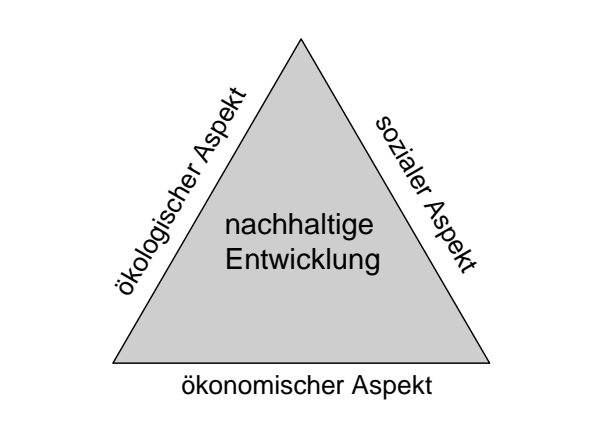 ökologischer Aspekt
sozialer Aspekt
nachhaltige
Entwicklung
ökonomischer Aspekt